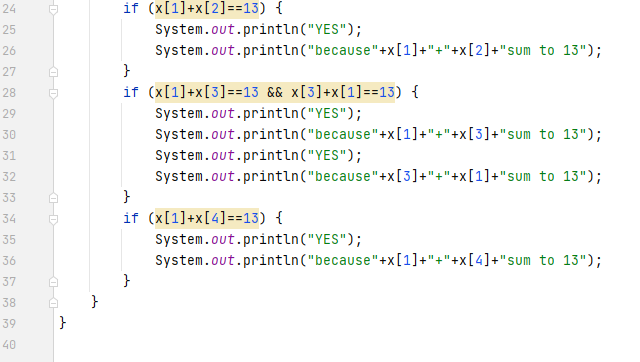 24 if (x[1]+x[2]==13) {
25 System.out.println("YES");
26 System.out.println("because"+x[1]+"+"+x[2]+"sum to 13");
27 }
28 if (x[1]+x[3]==13 && x[3]+x[1]==13) {
29 System.out.println("YES");
30 System.out.println("because"+x[1]+"+"+x[3]+"sum to 13");
31 System.out.println("YES");
32 System.out.println("because"+x[3]+"+"+x[1]+"sum to 13");
33 }
34 if (x[1]+x[4]==13) {
35 System.out.println("YES");
36 System.out.println("because"+x[1]+"+"+x[4]+"sum to 13");
37 }
38 }
39 }
40